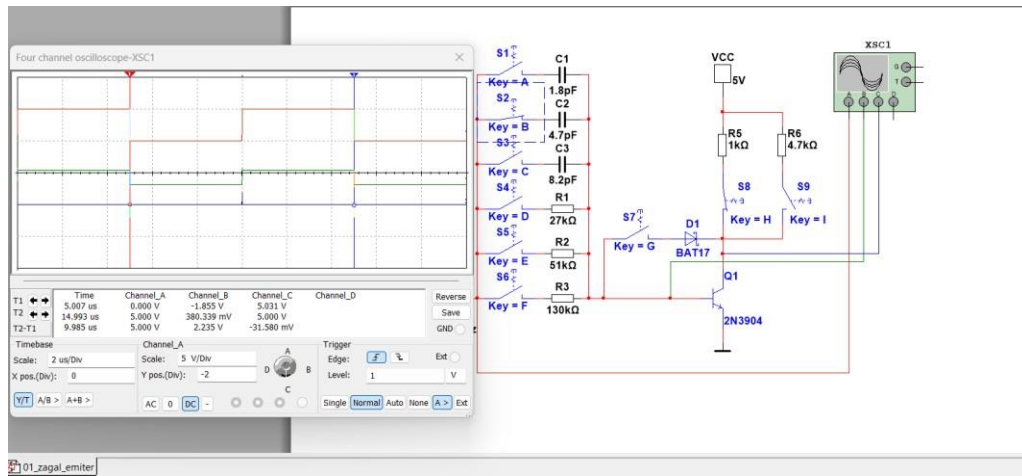 Four channel oscilloscope-XSC1
Time Channel_A Channel_B Channel_C Channel_D
T1 5.007 us 0.000 V -1.855 V 5.031 V
T2 14.993 us 5.000 V 380.339 mV 5.000 V
T2-T1 9.985 us 5.000 V 2.235 V -31.580 mV
Reverse
Save
GND
Timebase
Scale: 2 us/Div
X pos.(Div): 0
Y/T A/B > A+B >
Channel_A
Scale: 5 V/Div
Y pos.(Div): -2
AC 0 DC -
A
B
C
D
Trigger
Edge: Ext
Level: 1 V
Single Normal Auto None A > Ext
S1
Key = A
C1
1.8pF
S2
Key = B
C2
4.7pF
S3
Key = C
C3
8.2pF
S4
Key = D
R1
27kΩ
S5
Key = E
R2
51kΩ
S6
Key = F
R3
130kΩ
S7
Key = G
D1
BAT17
VCC
5V
R5
1kΩ
R6
4.7kΩ
S8
Key = H
S9
Key = I
Q1
2N3904
XSC1
G
T
A B C D
01_zagal_emiter